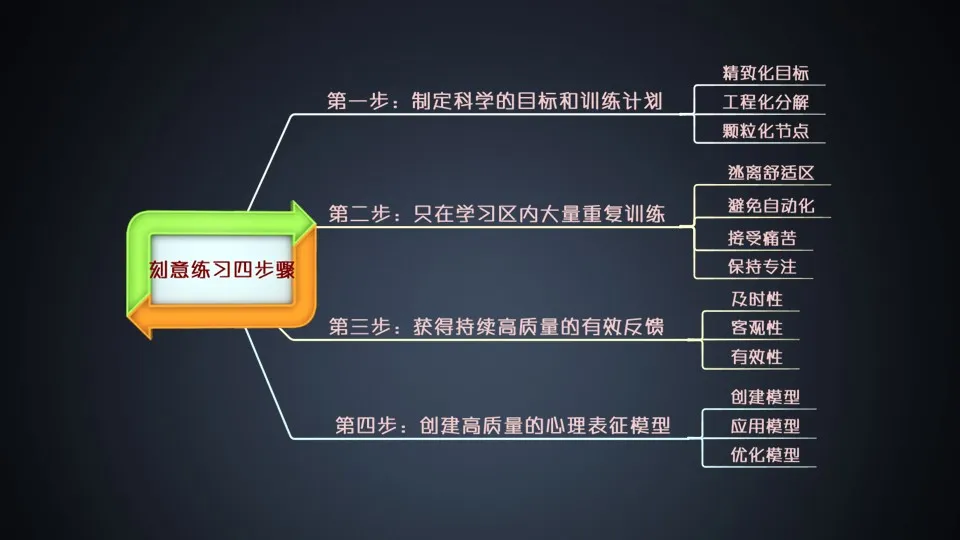 刻意练习四步骤
第一步：制定科学的目标和训练计划
精致化目标
工程化分解
颗粒化节点
第二步：只在学习区内大量重复训练
逃离舒适区
避免自动化
接受痛苦
保持专注
第三步：获得持续高质量的有效反馈
及时性
客观性
有效性
第四步：创建高质量的心理表征模型
创建模型
应用模型
优化模型